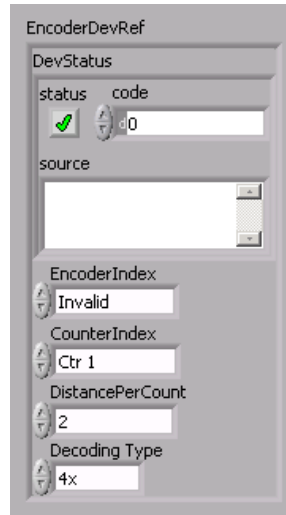 EncoderDevRef
DevStatus
status code
d 0
source
EncoderIndex
Invalid
CounterIndex
Ctr 1
DistancePerCount
2
Decoding Type
4x